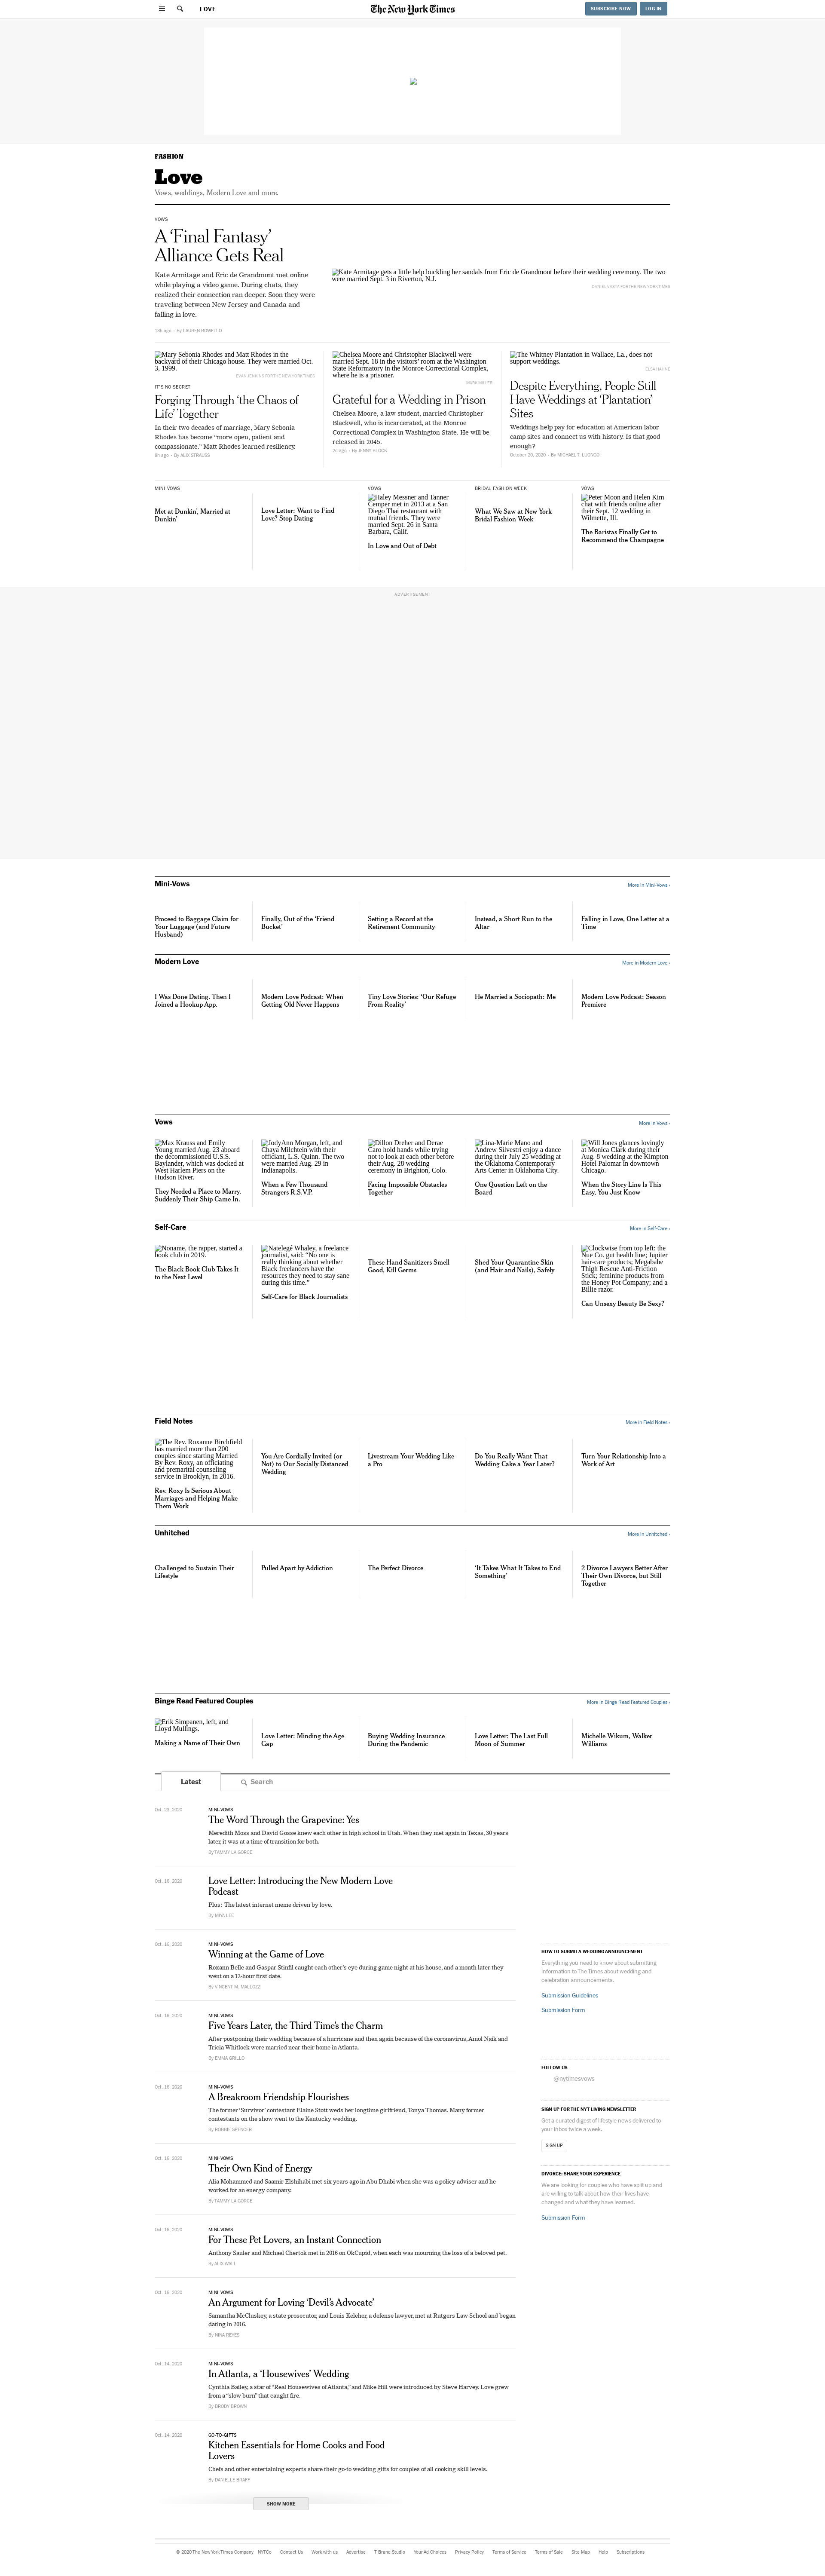 LOVE
The New York Times
SUBSCRIBE NOW
LOG IN
FASHION
Love
Vows, weddings, Modern Love and more.
VOWS
A ‘Final Fantasy’
Alliance Gets Real
Kate Armitage and Eric de Grandmont met online
while playing a video game. During chats, they
realized their connection ran deeper. Soon they were
traveling between New Jersey and Canada and
falling in love.
13h ago • By LAUREN ROWELLO
Kate Armitage gets a little help buckling her sandals from Eric de Grandmont before their wedding ceremony. The two
were married Sept. 3 in Riverton, N.J.
Mary Sebonia Rhodes and Matt Rhodes in the
backyard of their Chicago house. They were married Oct.
3, 1999.
EVAN JENKINS FOR THE NEW YORK TIMES
IT’S NO SECRET
Forging Through ‘the Chaos of
Life’ Together
In their two decades of marriage, Mary Sebonia
Rhodes has become “more open, patient and
compassionate.” Matt Rhodes learned resiliency.
9h ago • By ALIX STRAUSS
Chelsea Moore and Christopher Blackwell were
married Sept. 18 in the visitors’ room at the Washington
State Reformatory in the Monroe Correctional Complex,
where he is a prisoner.
MARK MILLER
Grateful for a Wedding in Prison
Chelsea Moore, a law student, married Christopher
Blackwell, who is incarcerated, at the Monroe
Correctional Complex in Washington State. He will be
released in 2045.
2d ago • By JENNY BLOCK
The Whitney Plantation in Wallace, La., does not
support weddings.
Despite Everything, People Still
Have Weddings at ‘Plantation’
Sites
Weddings help pay for education at American labor
camp sites and connect us with history. Is that good
enough?
October 20, 2020 • By MICHAEL T. LUONGO
MINI-VOWS
Met at Dunkin’, Married at
Dunkin’
Love Letter: Want to Find
Love? Stop Dating
VOWS
Haley Messner and Tanner
Cemper met in 2013 at a San
Diego Thai restaurant with
mutual friends. They were
married Sept. 26 in Santa
Barbara, Calif.
In Love and Out of Debt
BRIDAL FASHION WEEK
What We Saw at New York
Bridal Fashion Week
VOWS
Peter Moon and Helen Kim
chat with friends online after
their Sept. 12 wedding in
Wilmette, Ill.
The Baristas Finally Get to
Recommend the Champagne
ADVERTISEMENT
Mini-Vows
More in Mini-Vows ›
Proceed to Baggage Claim for
Your Luggage (and Future
Husband)
Finally, Out of the ‘Friend
Bucket’
Setting a Record at the
Retirement Community
Instead, a Short Run to the
Altar
Falling in Love, One Letter at a
Time
Modern Love
More in Modern Love ›
I Was Done Dating. Then I
Joined a Hookup App.
Modern Love Podcast: When
Getting Old Never Happens
Tiny Love Stories: ‘Our Refuge
From Reality’
He Married a Sociopath: Me
Modern Love Podcast: Season
Premiere
Vows
More in Vows ›
Max Krauss and Emily
Young married Aug. 23 aboard
the decommissioned U.S.S.
Baylander, which was docked at
West Harlem Piers on the
Hudson River.
They Needed a Place to Marry.
Suddenly Their Ship Came In.
JodyAnn Morgan, left, and
Chaya Milchtein with their
officiant, L.S. Quinn. The two
were married Aug. 29 in
Indianapolis.
When a Few Thousand
Strangers R.S.V.P.
Dillon Dreher and Derae
Caro hold hands while trying
not to look at each other before
their Aug. 28 wedding
ceremony in Brighton, Colo.
Facing Impossible Obstacles
Together
Lina-Marie Mano and
Andrew Silvestri enjoy a dance
during their July 25 wedding at
the Oklahoma Contemporary
Arts Center in Oklahoma City.
One Question Left on the
Board
Will Jones glances lovingly
at Monica Clark during their
Aug. 8 wedding at the Kimpton
Hotel Palomar in downtown
Chicago.
When the Story Line Is This
Easy, You Just Know
Self-Care
More in Self-Care ›
Noname, the rapper, started a
book club in 2019.
The Black Book Club Takes It
to the Next Level
Natelegé Whaley, a freelance
journalist, said: “No one is
really thinking about whether
Black freelancers have the
resources they need to stay sane
during this time.”
Self-Care for Black Journalists
These Hand Sanitizers Smell
Good, Kill Germs
Shed Your Quarantine Skin
(and Hair and Nails), Safely
Clockwise from top left: the
Nue Co. gut health line; Jupiter
hair-care products; Megababe
Thigh Rescue Anti-Friction
Stick; feminine products from
the Honey Pot Company; and a
Billie razor.
Can Unsexy Beauty Be Sexy?
Field Notes
More in Field Notes ›
The Rev. Roxanne Birchfield
has married more than 200
couples since starting Married
By Rev. Roxy, an officiating
and premarital counseling
service in Brooklyn, in 2016.
Rev. Roxy Is Serious About
Marriages and Helping Make
Them Work
You Are Cordially Invited (or
Not) to Our Socially Distanced
Wedding
Livestream Your Wedding Like
a Pro
Do You Really Want That
Wedding Cake a Year Later?
Turn Your Relationship Into a
Work of Art
Unhitched
More in Unhitched ›
Challenged to Sustain Their
Lifestyle
Pulled Apart by Addiction
The Perfect Divorce
‘It Takes What It Takes to End
Something’
2 Divorce Lawyers Better After
Their Own Divorce, but Still
Together
Binge Read Featured Couples
More in Binge Read Featured Couples ›
Erik Simpanen, left, and
Lloyd Mullings.
Making a Name of Their Own
Love Letter: Minding the Age
Gap
Buying Wedding Insurance
During the Pandemic
Love Letter: The Last Full
Moon of Summer
Michelle Wikum, Walker
Williams
Latest
Search
Oct. 23, 2020
MINI-VOWS
The Word Through the Grapevine: Yes
Meredith Moss and David Gosse knew each other in high school in Utah. When they met again in Texas, 30 years
later, it was at a time of transition for both.
By TAMMY LA GORCE
Oct. 16, 2020
Love Letter: Introducing the New Modern Love
Podcast
Plus: The latest internet meme driven by love.
By MIYA LEE
Oct. 16, 2020
MINI-VOWS
Winning at the Game of Love
Roxann Belle and Gaspar Stinfil caught each other’s eye during game night at his house, and a month later they
went on a 12-hour first date.
By VINCENT M. MALLOZZI
Oct. 16, 2020
MINI-VOWS
Five Years Later, the Third Time’s the Charm
After postponing their wedding because of a hurricane and then again because of the coronavirus, Amol Naik and
Tricia Whitlock were married near their home in Atlanta.
By EMMA GRILLO
Oct. 16, 2020
MINI-VOWS
A Breakroom Friendship Flourishes
The former ‘Survivor’ contestant Elaine Stott weds her longtime girlfriend, Tonya Thomas. Many former
contestants on the show went to the Kentucky wedding.
By ROBBIE SPENCER
Oct. 16, 2020
MINI-VOWS
Their Own Kind of Energy
Alia Mohammed and Saamir Elshihabi met six years ago in Abu Dhabi when she was a policy adviser and he
worked for an energy company.
By TAMMY LA GORCE
Oct. 16, 2020
MINI-VOWS
For These Pet Lovers, an Instant Connection
Anthony Sauler and Michael Chertok met in 2016 on OkCupid, when each was mourning the loss of a beloved pet.
By ALIX WALL
Oct. 16, 2020
MINI-VOWS
An Argument for Loving ‘Devil’s Advocate’
Samantha McCluskey, a state prosecutor, and Louis Keleher, a defense lawyer, met at Rutgers Law School and began
dating in 2016.
By NINA REYES
Oct. 14, 2020
MINI-VOWS
In Atlanta, a ‘Housewives’ Wedding
Cynthia Bailey, a star of “Real Housewives of Atlanta,” and Mike Hill were introduced by Steve Harvey. Love grew
from a “slow burn” that caught fire.
By BRINDY BROWN
Oct. 14, 2020
GO-TO-GIFTS
Kitchen Essentials for Home Cooks and Food
Lovers
Chefs and other entertaining experts share their go-to wedding gifts for couples of all cooking skill levels.
By DANIELLE BRAFF
SHOW MORE
HOW TO SUBMIT A WEDDING ANNOUNCEMENT
Everything you need to know about submitting
information to The Times about wedding and
celebration announcements.
Submission Guidelines
Submission Form
FOLLOW US
@nytimesvows
SIGN UP FOR THE NYT LIVING NEWSLETTER
Get a curated digest of lifestyle news delivered to
your inbox twice a week.
SIGN UP
DIVORCE: SHARE YOUR EXPERIENCE
We are looking for couples who have split up and
are willing to talk about how their lives have
changed and what they have learned.
Submission Form
© 2020 The New York Times Company NYTCo Contact Us Work with us Advertise T Brand Studio Your Ad Choices Privacy Policy Terms of Service Terms of Sale Site Map Help Subscriptions